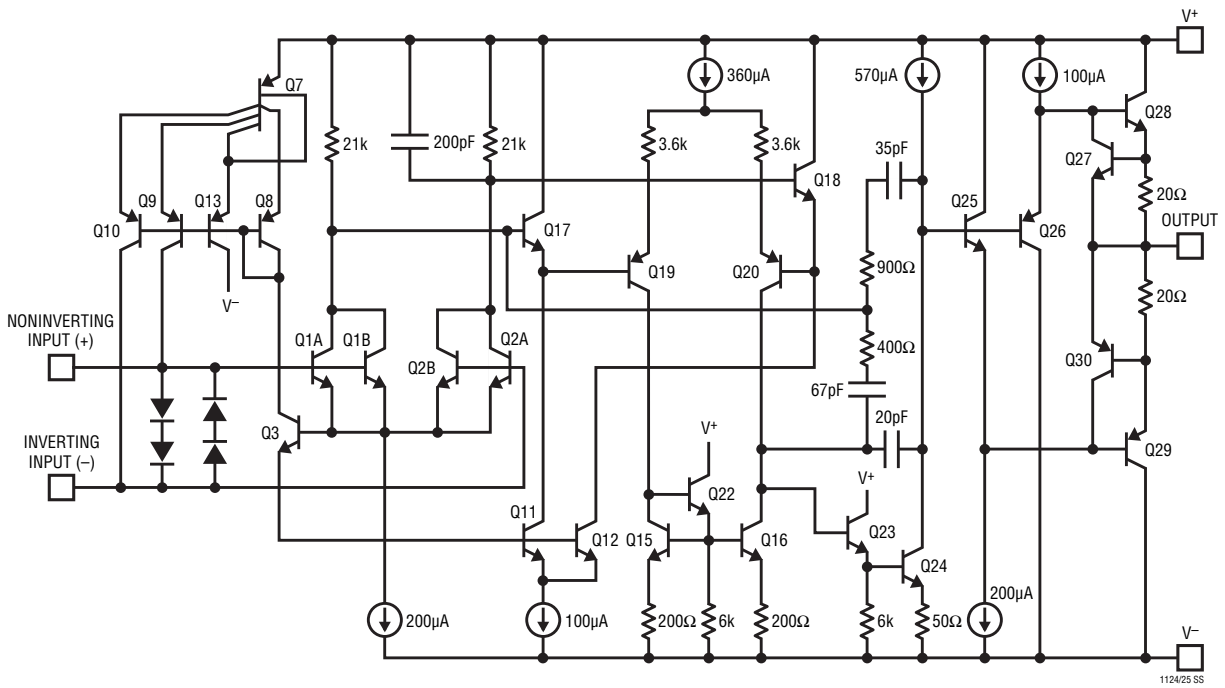 V+
Q7
360µA
570µA
100µA
Q28
21k
200pF
21k
3.6k
3.6k
35pF
Q27
Q18
20Ω
Q9
Q13
Q8
Q10
Q17
Q25
Q26
OUTPUT
Q19
Q20
900Ω
20Ω
V–
NONINVERTING
INPUT (+)
Q1A
Q1B
Q2A
Q2B
400Ω
Q30
67pF
20pF
Q3
V+
INVERTING
INPUT (–)
Q29
V+
Q22
Q11
Q12
Q15
Q16
Q23
Q24
200µA
200µA
100µA
200Ω
6k
200Ω
6k
50Ω
V–
1124/25 SS